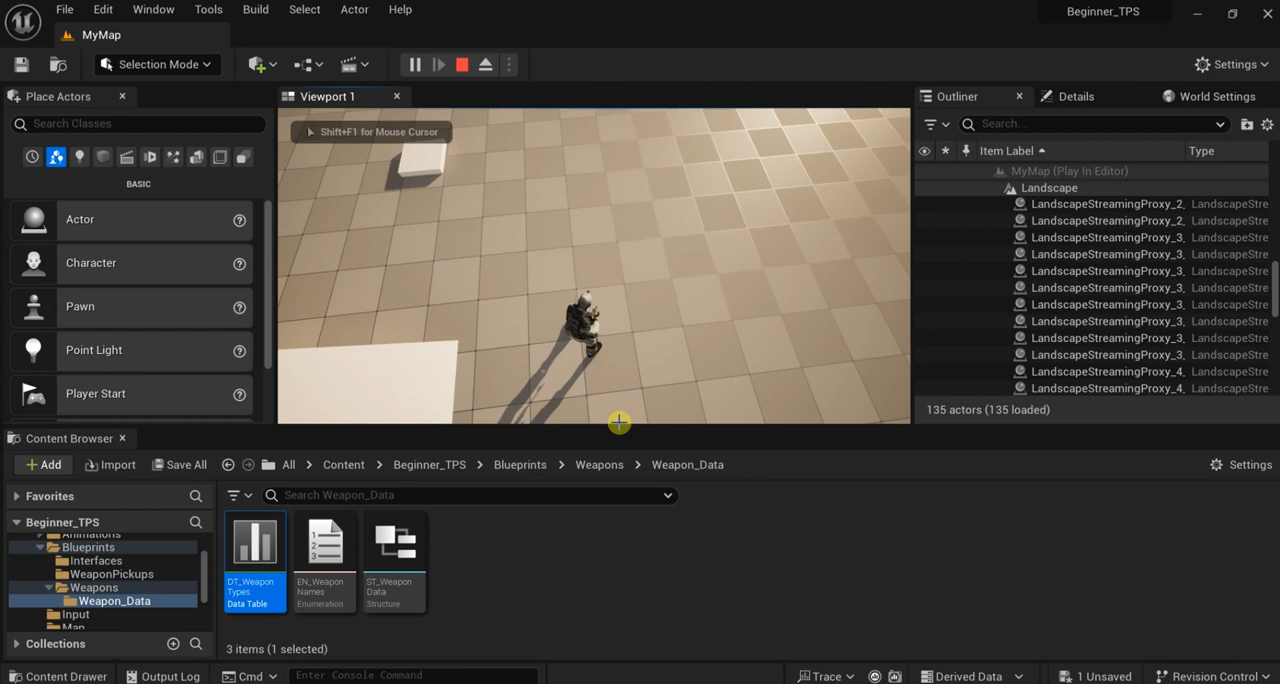 File Edit Window Tools Build Select Actor Help
Beginner_TPS
MyMap
Selection Mode
Settings
Place Actors
Viewport 1
Outliner
Details
World Settings
Search Classes
Shift+F1 for Mouse Cursor
Search...
Item Label
Type
BASIC
MyMap (Play In Editor)
Landscape
LandscapeStreamingProxy_2_ LandscapeStre
LandscapeStreamingProxy_2_ LandscapeStre
LandscapeStreamingProxy_3_ LandscapeStre
LandscapeStreamingProxy_3_ LandscapeStre
LandscapeStreamingProxy_3_ LandscapeStre
LandscapeStreamingProxy_3_ LandscapeStre
LandscapeStreamingProxy_3_ LandscapeStre
LandscapeStreamingProxy_3_ LandscapeStre
LandscapeStreamingProxy_3_ LandscapeStre
LandscapeStreamingProxy_3_ LandscapeStre
LandscapeStreamingProxy_4_ LandscapeStre
LandscapeStreamingProxy_4_ LandscapeStre
Actor
Character
Pawn
Point Light
Player Start
135 actors (135 loaded)
Content Browser
Add Import Save All All > Content > Beginner_TPS > Blueprints > Weapons > Weapon_Data
Settings
Favorites
Search Weapon_Data
Beginner_TPS
Animations
Blueprints
Interfaces
WeaponPickups
Weapons
Weapon_Data
Input
Map
Collections
DT_Weapon
Types
Data Table
EN_Weapon
Names
Enumeration
ST_Weapon
Data
Structure
3 items (1 selected)
Content Drawer Output Log Cmd Enter Console Command Trace Derived Data 1 Unsaved Revision Control